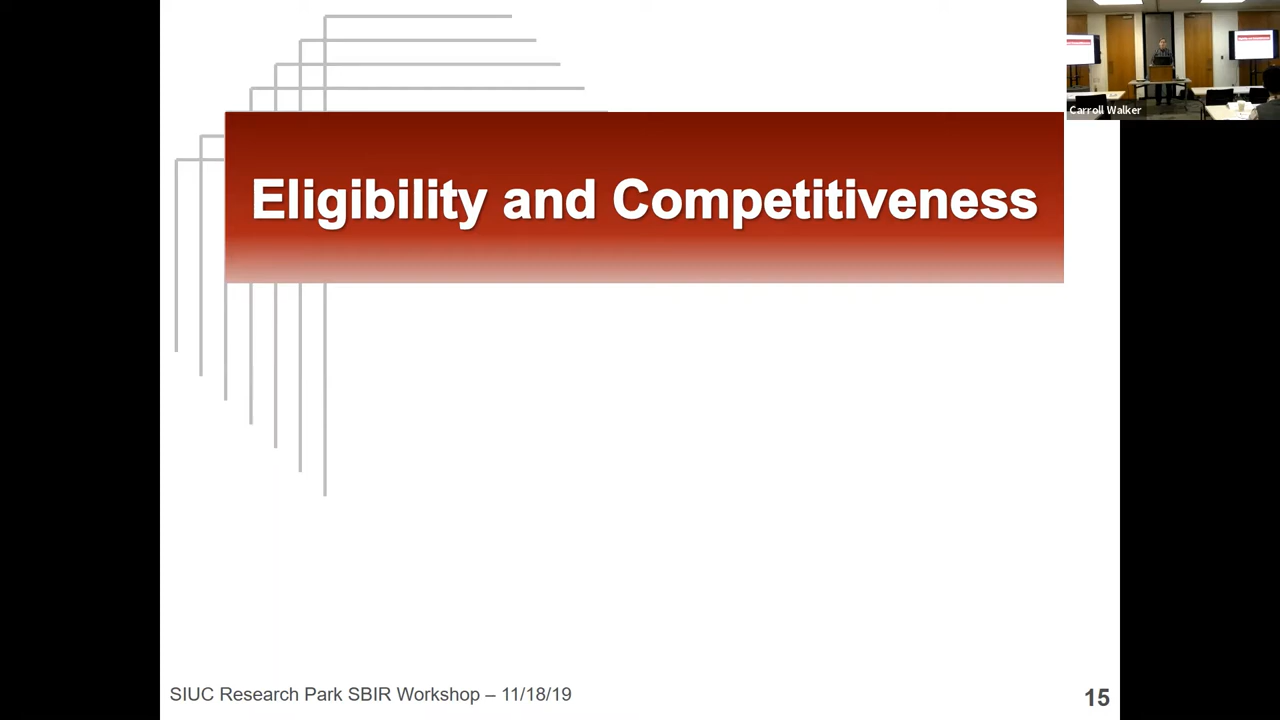 Carroll Walker
Eligibility and Competitiveness
SIUC Research Park SBIR Workshop – 11/18/19
15